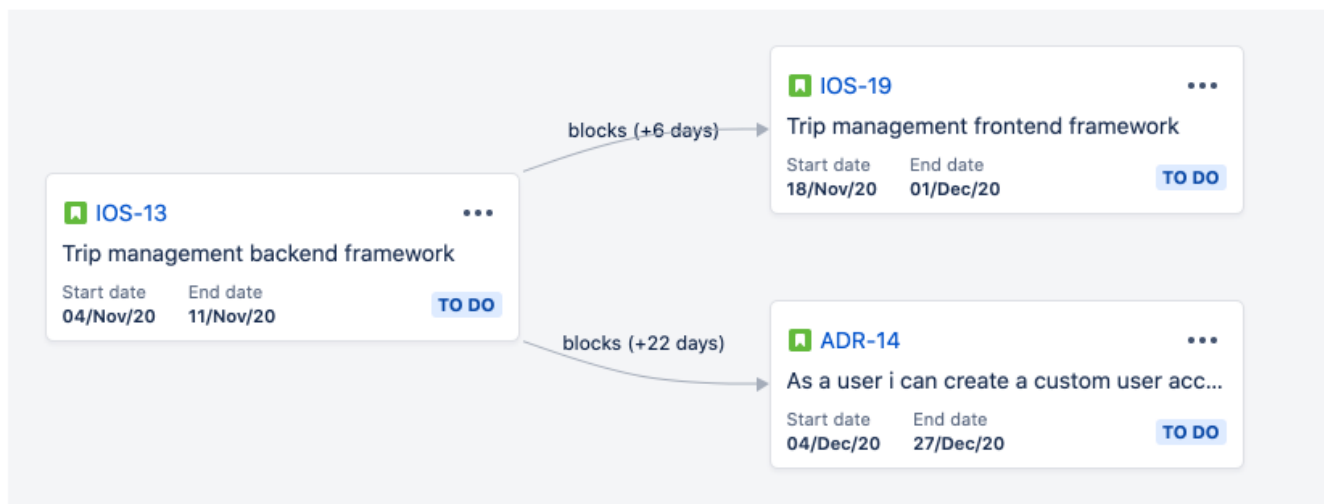 IOS-13
Trip management backend framework
Start date End date
04/Nov/20 11/Nov/20
TO DO
blocks (+6 days)
IOS-19
Trip management frontend framework
Start date End date
18/Nov/20 01/Dec/20
TO DO
blocks (+22 days)
ADR-14
As a user i can create a custom user acc...
Start date End date
04/Dec/20 27/Dec/20
TO DO